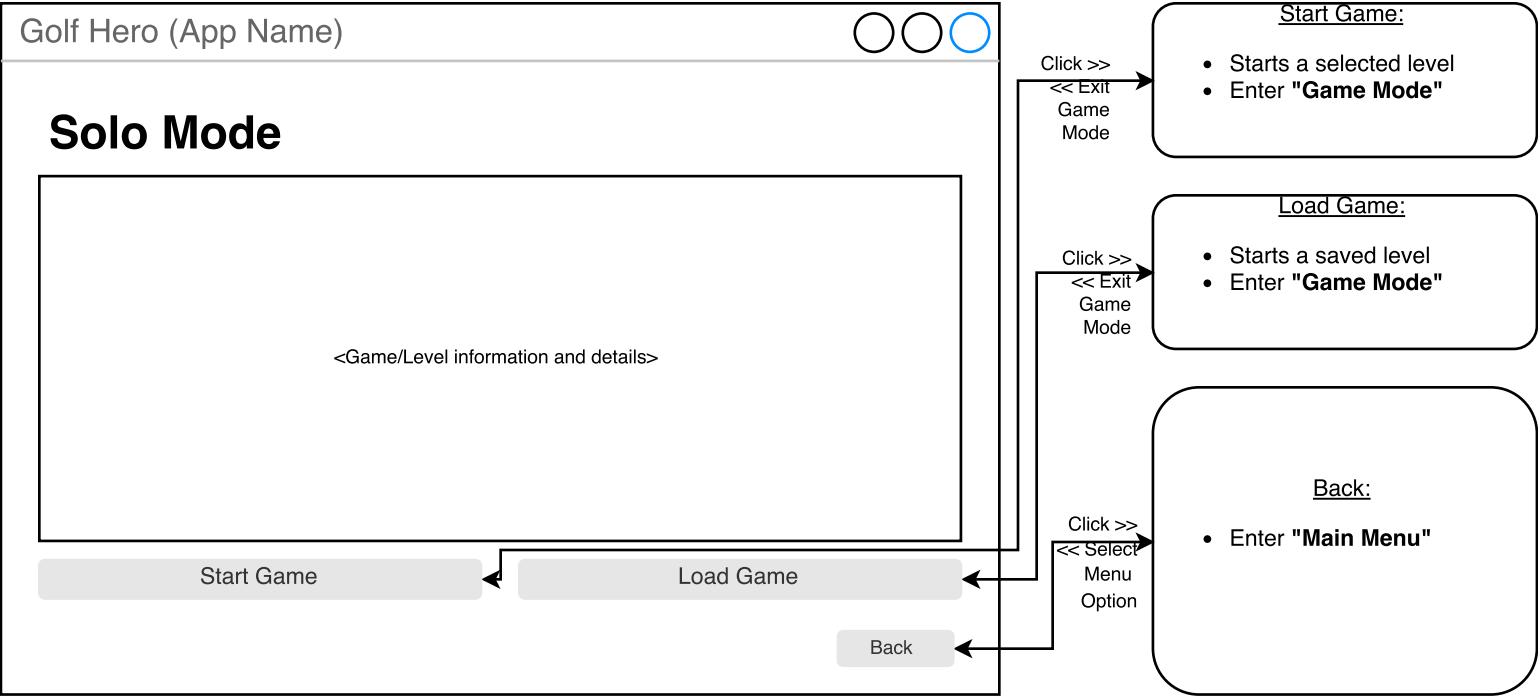 Golf Hero (App Name)
Solo Mode
<Game/Level information and details>
Start Game
Load Game
Back
Click >>
<< Exit
Game
Mode
Start Game:
Starts a selected level
Enter "Game Mode"
Click >>
<< Exit
Game
Mode
Load Game:
Starts a saved level
Enter "Game Mode"
Click >>
<< Select
Menu
Option
Back:
Enter "Main Menu"